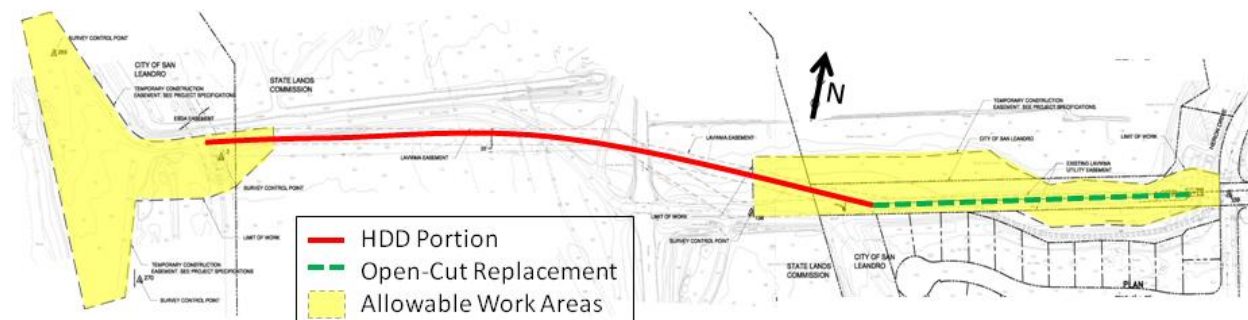 SURVEY CONTROL POINT
CITY OF SAN
LEANDRO
TEMPORARY CONSTRUCTION
EASEMENT. SEE PROJECT SPECIFICATIONS
EBDA EASEMENT
STATE LANDS
COMMISSION
LAVWMA EASEMENT
SURVEY CONTROL POINT
LIMIT OF WORK
TEMPORARY CONSTRUCTION
EASEMENT. SEE PROJECT SPECIFICATIONS
270
SURVEY CONTROL POINT
N
LAVWMA EASEMENT
TEMPORARY CONSTRUCTION
EASEMENT. SEE PROJECT SPECIFICATIONS
CITY OF SAN LEANDRO
LIMIT OF WORK
EXISTING LAVWMA
UTILITY EASEMENT
LIMIT OF WORK
SURVEY CONTROL POINT
STATE LANDS
COMMISSION
CITY OF SAN
LEANDRO
PLAN
HDD Portion
Open-Cut Replacement
Allowable Work Areas